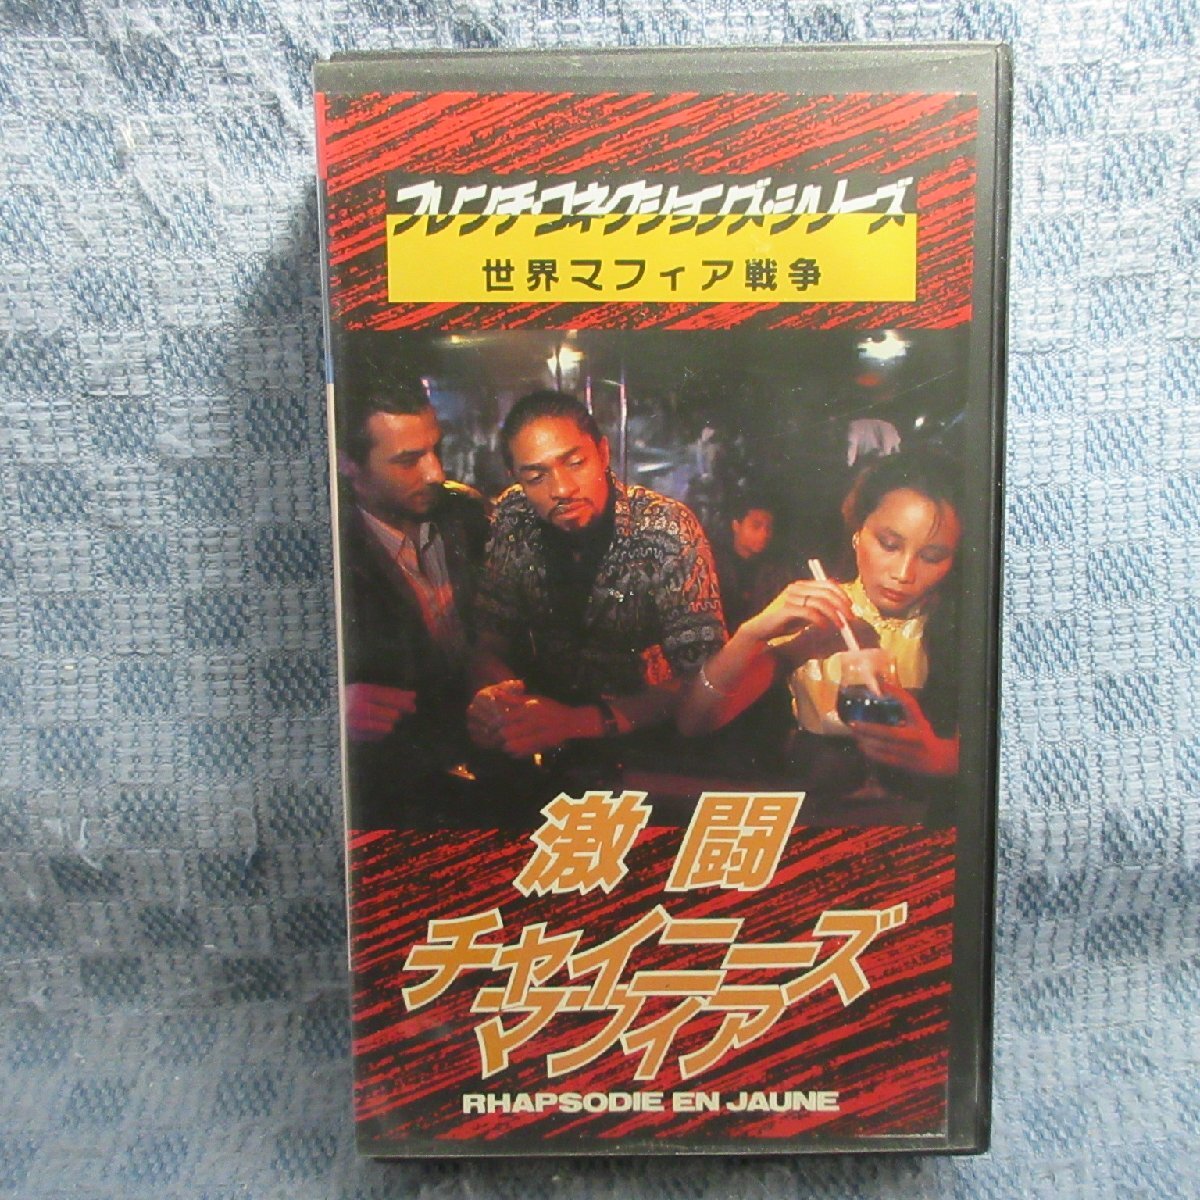 フレンチ・コネクションズ・シリーズ
世界マフィア戦争
激闘
チャイニーズ
マフィア
RHAPSODIE EN JAUNE